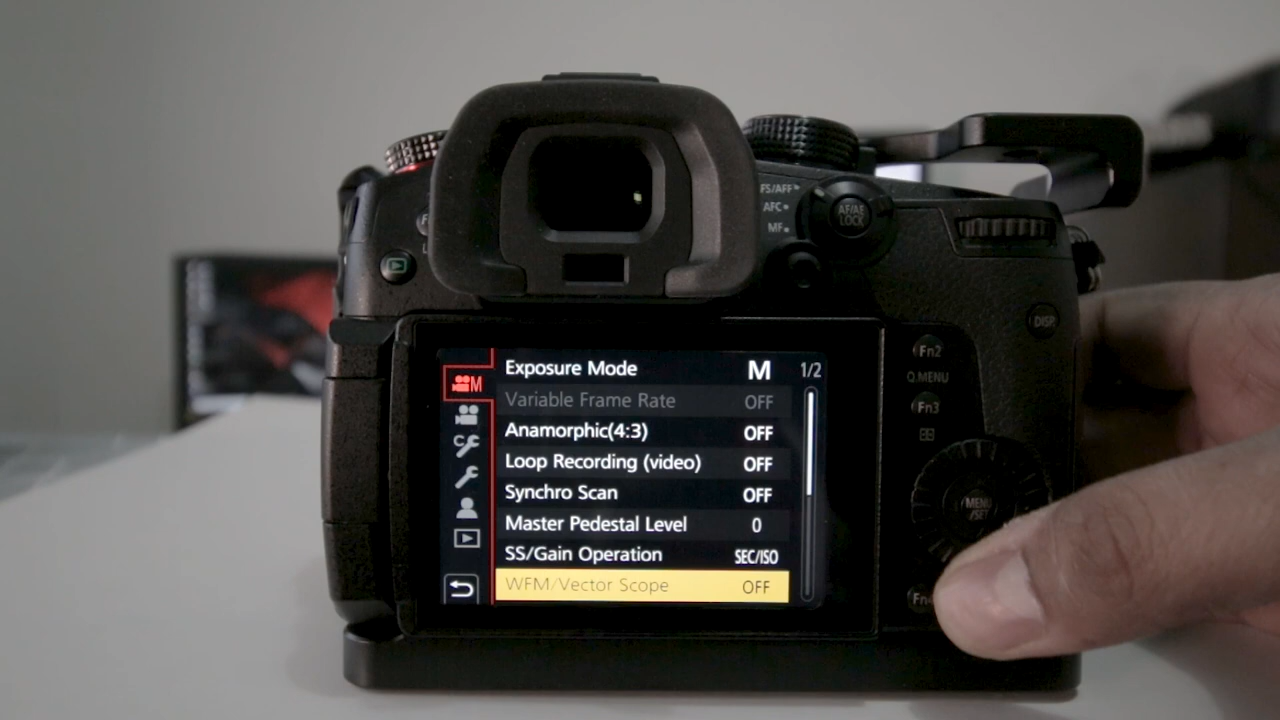 FS/AFF
AFC
MF
AF/AE
LOCK
DISP.
Fn2
Q.MENU
Fn3
MENU
/SET
M
Exposure Mode M 1/2
Variable Frame Rate OFF
Anamorphic(4:3) OFF
Loop Recording (video) OFF
Synchro Scan OFF
Master Pedestal Level 0
SS/Gain Operation SEC/ISO
WFM/Vector Scope OFF